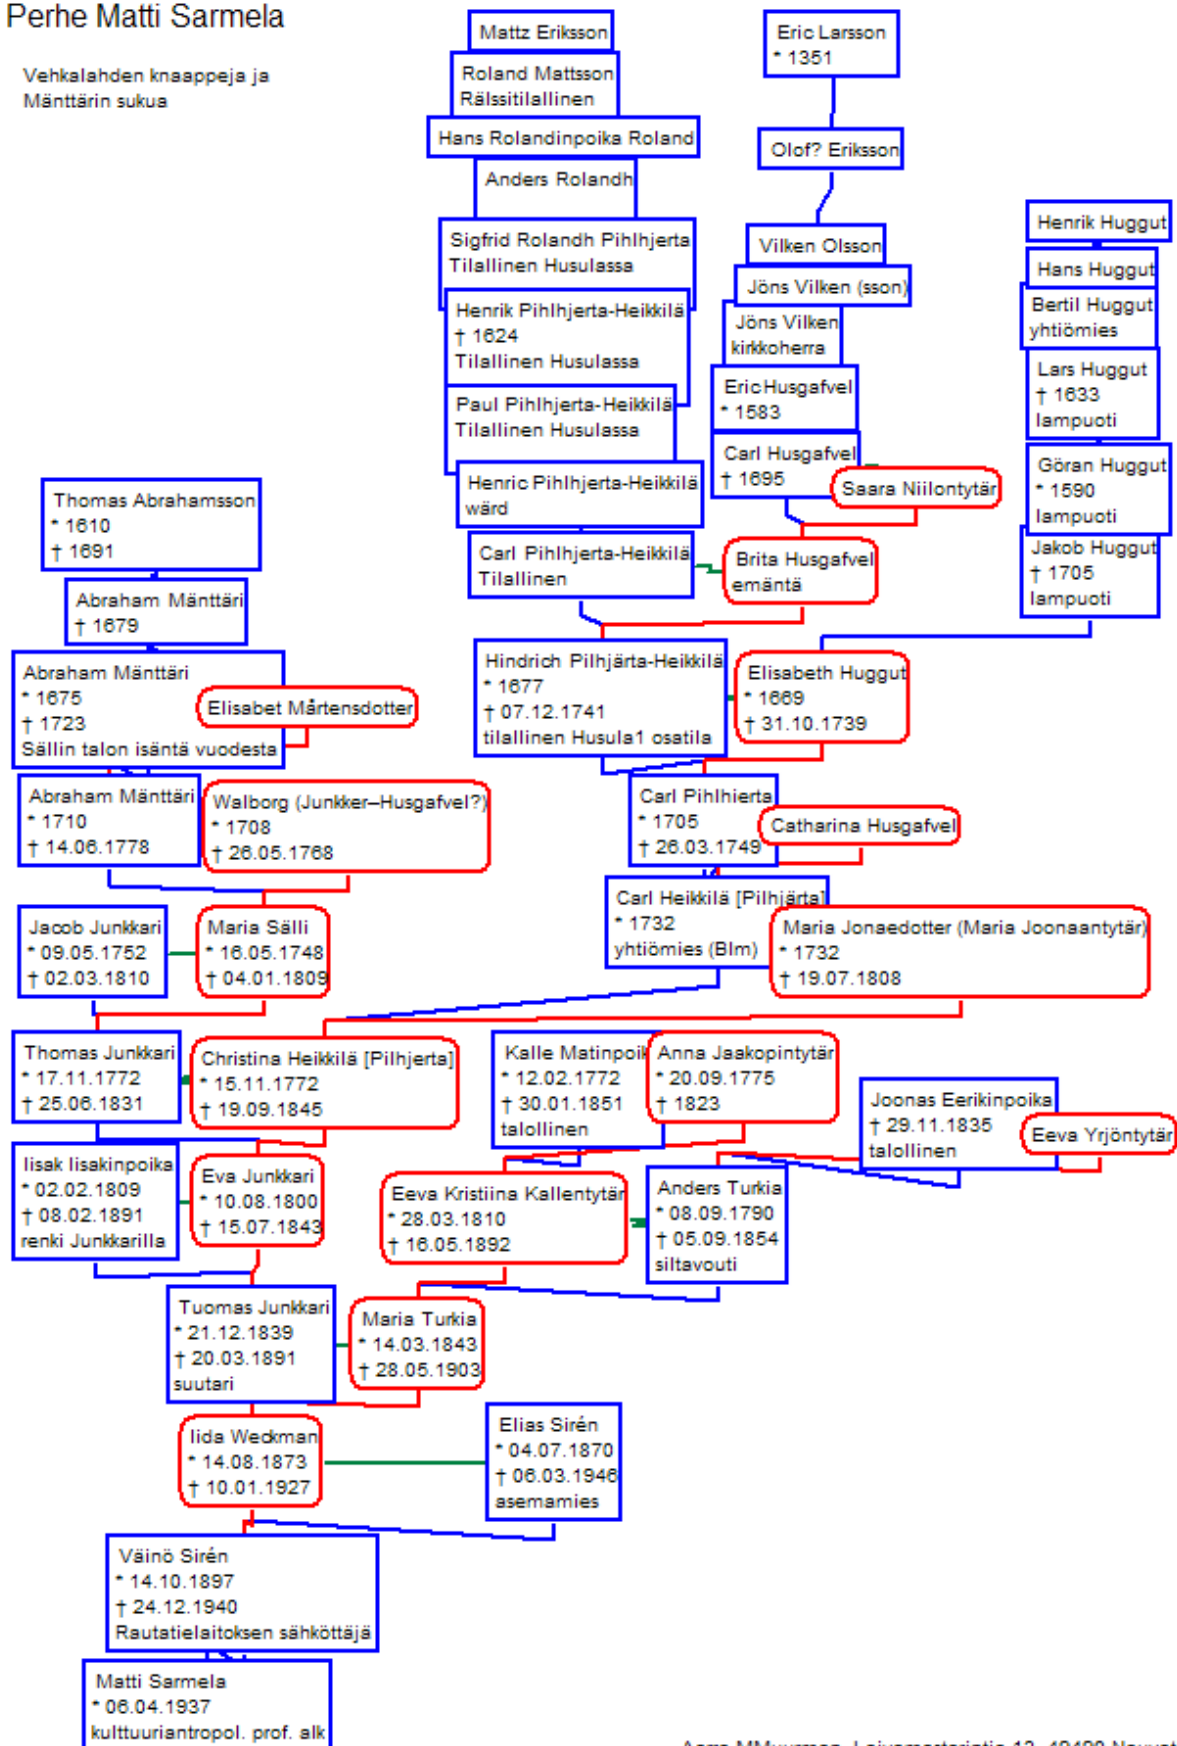 Perhe Matti Sarmela
Vehkalahden knaappeja ja
Mänttärin sukua
Mattz Eriksson
Roland Mattsson
Rälssitilallinen
Hans Rolandinpoika Roland
Anders Rolandh
Sigfrid Rolandh Pihlhjerta
Tilallinen Husulassa
Henrik Pihlhjerta-Heikkilä
† 1624
Tilallinen Husulassa
Paul Pihlhjerta-Heikkilä
Tilallinen Husulassa
Henric Pihlhjerta-Heikkilä
wärd
Carl Pihlhjerta-Heikkilä
Tilallinen
Eric Larsson
* 1351
Olof? Eriksson
Vilken Olsson
Jöns Vilken (sson)
Jöns Vilken
kirkkoherra
Eric Husgafvel
* 1583
Carl Husgafvel
† 1695
Saara Niilontytär
Brita Husgafvel
emäntä
Henrik Huggut
Hans Huggut
Bertil Huggut
yhtiömies
Lars Huggut
† 1633
lampuoti
Göran Huggut
* 1590
lampuoti
Jakob Huggut
† 1705
lampuoti
Thomas Abrahamsson
* 1610
† 1691
Abraham Mänttäri
† 1679
Abraham Mänttäri
* 1675
† 1723
Sällin talon isäntä vuodesta
Elisabet Mårtensdotter
Hindrich Pilhjärta-Heikkilä
* 1677
† 07.12.1741
tilallinen Husula1 osatila
Elisabeth Huggut
* 1669
† 31.10.1739
Abraham Mänttäri
* 1710
† 14.06.1778
Walborg (Junkker–Husgafvel?)
* 1708
† 26.05.1768
Carl Pihlhierta
* 1705
† 26.03.1749
Catharina Husgafvel
Jacob Junkkari
* 09.05.1752
† 02.03.1810
Maria Sälli
* 16.05.1748
† 04.01.1809
Carl Heikkilä [Pilhjärta]
* 1732
yhtiömies (Blm)
Maria Jonaedotter (Maria Joonaantytär)
* 1732
† 19.07.1808
Thomas Junkkari
* 17.11.1772
† 25.06.1831
Christina Heikkilä [Pilhjerta]
* 15.11.1772
† 19.09.1845
Kalle Matinpoik
* 12.02.1772
† 30.01.1851
talollinen
Anna Jaakopintytär
* 20.09.1775
† 1823
Joonas Eerikinpoika
† 29.11.1835
talollinen
Eeva Yrjöntytär
Iisak Iisakinpoika
* 02.02.1809
† 08.02.1891
renki Junkkarilla
Eva Junkkari
* 10.08.1800
† 15.07.1843
Eeva Kristiina Kallentytär
* 28.03.1810
† 16.05.1892
Anders Turkia
* 08.09.1790
† 05.09.1854
siltavouti
Tuomas Junkkari
* 21.12.1839
† 20.03.1891
suutari
Maria Turkia
* 14.03.1843
† 28.05.1903
Iida Weckman
* 14.08.1873
† 10.01.1927
Elias Sirén
* 04.07.1870
† 06.03.1946
asemamies
Väinö Sirén
* 14.10.1897
† 24.12.1940
Rautatielaitoksen sähköttäjä
Matti Sarmela
* 06.04.1937
kulttuuriantropol. prof. alk